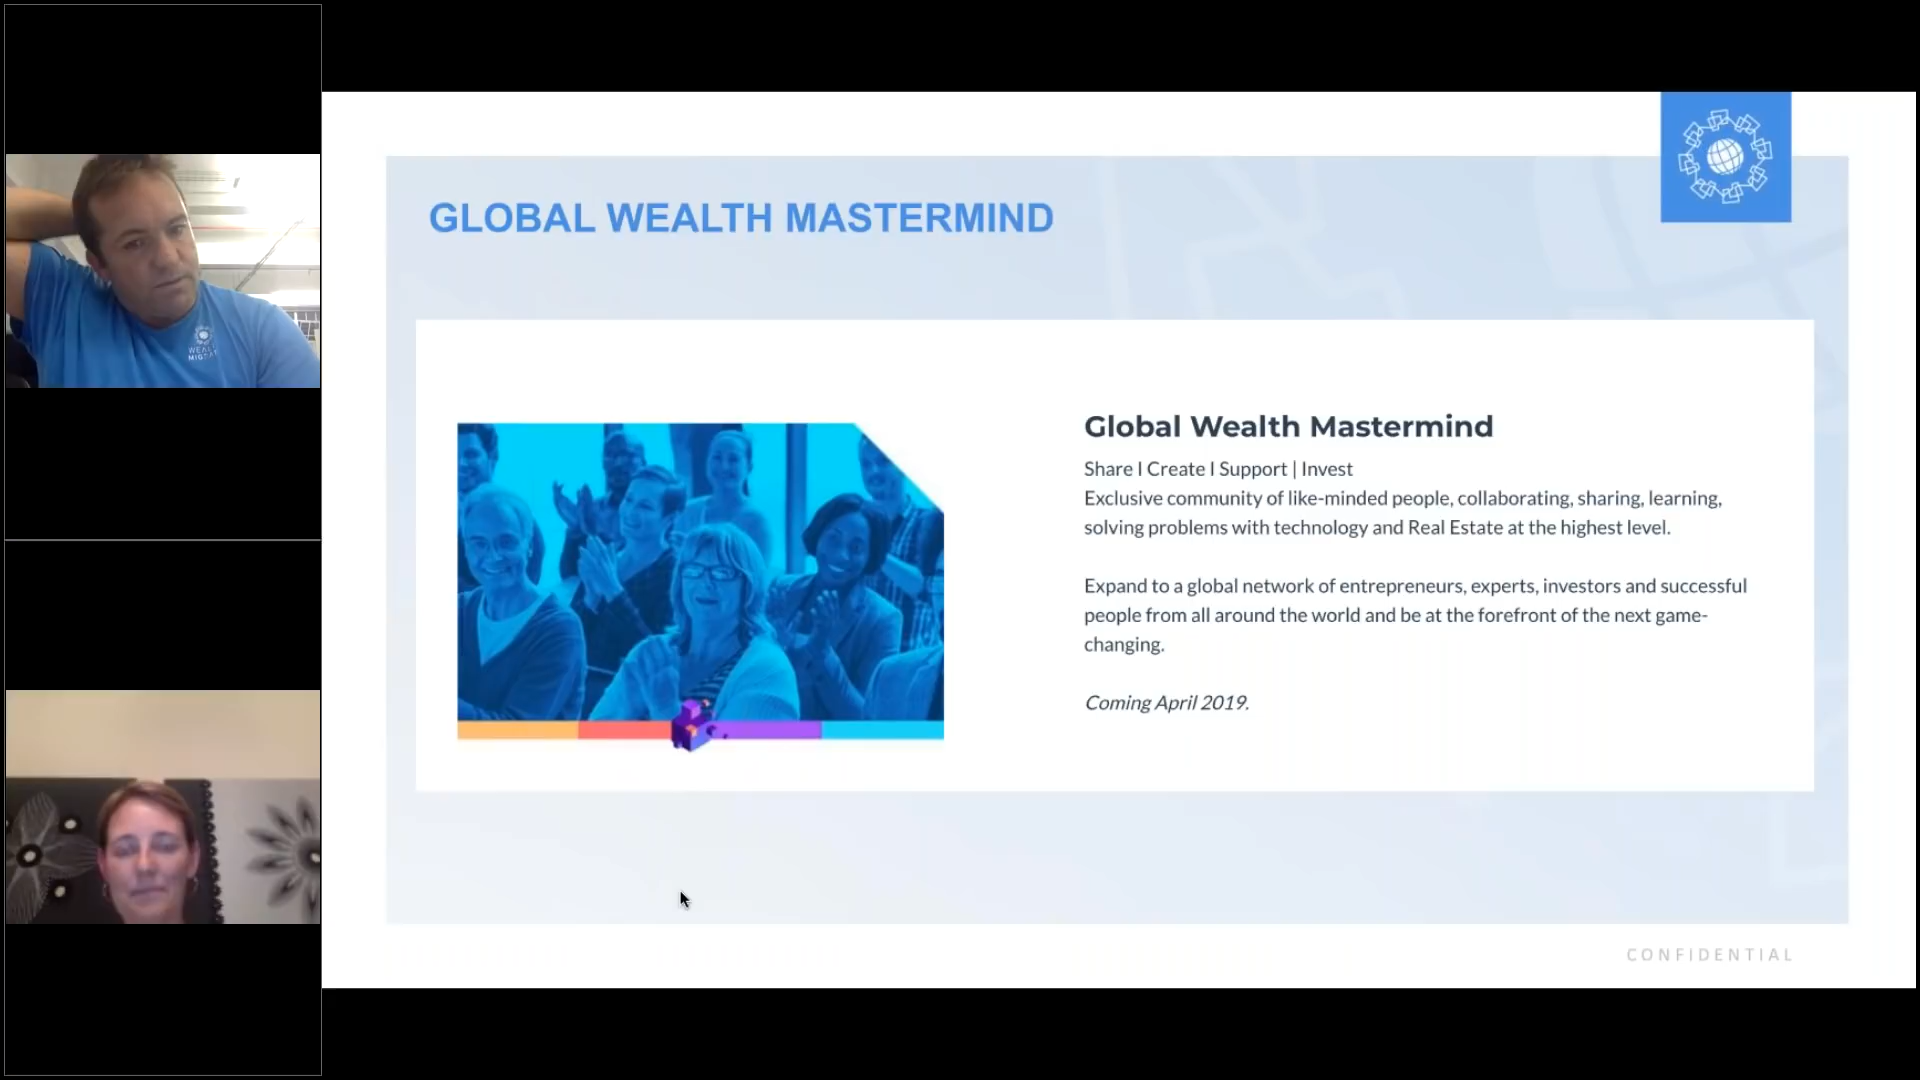 GLOBAL WEALTH MASTERMIND
Global Wealth Mastermind
Share I Create I Support | Invest
Exclusive community of like-minded people, collaborating, sharing, learning,
solving problems with technology and Real Estate at the highest level.
Expand to a global network of entrepreneurs, experts, investors and successful
people from all around the world and be at the forefront of the next game-
changing.
Coming April 2019.
CONFIDENTIAL